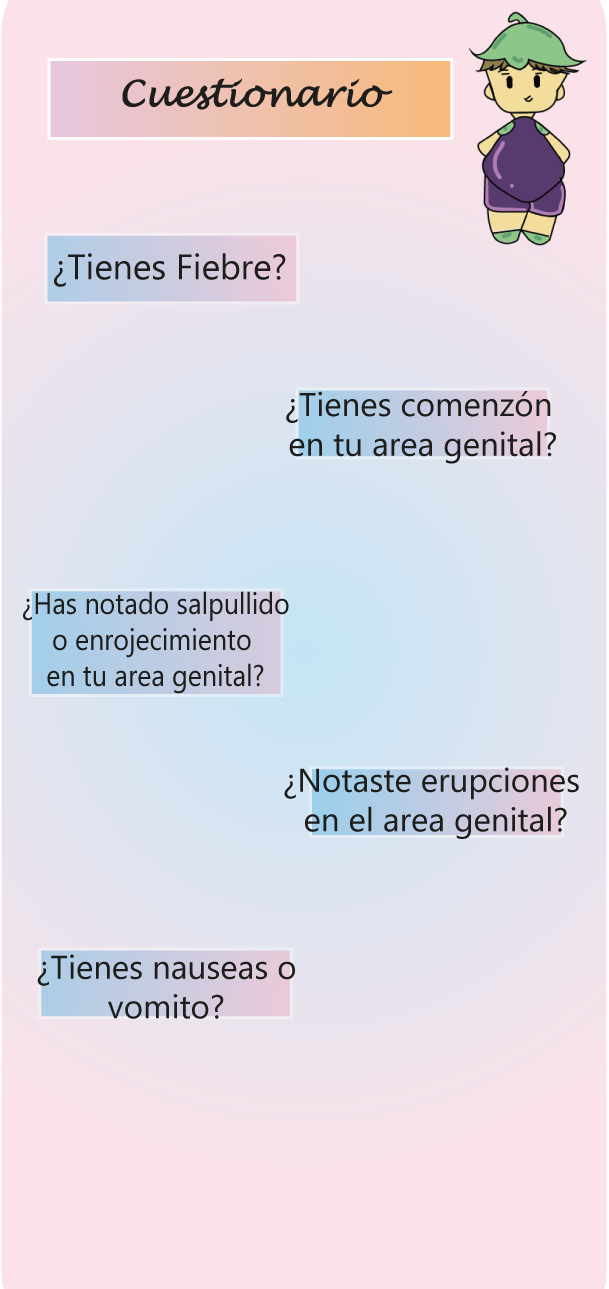 Cuestionario
¿Tienes Fiebre?
¿Tienes comenzón
en tu area genital?
¿Has notado salpullido
o enrojecimiento
en tu area genital?
¿Notaste erupciones
en el area genital?
¿Tienes nauseas o
vomito?